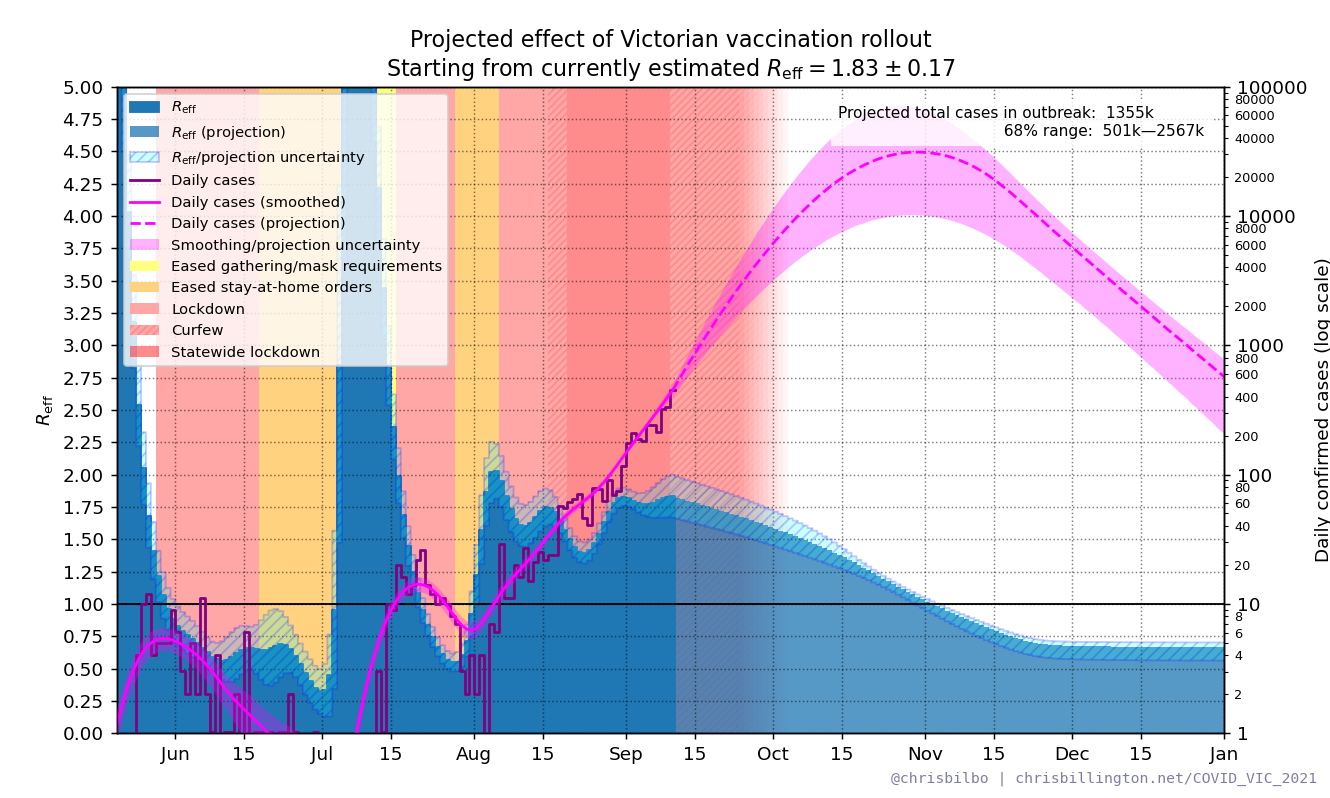 Projected effect of Victorian vaccination rollout
Starting from currently estimated Reff = 1.83 ± 0.17
Projected total cases in outbreak: 1355k
68% range: 501k—2567k
Reff
Reff (projection)
Reff/projection uncertainty
Daily cases
Daily cases (smoothed)
Daily cases (projection)
Smoothing/projection uncertainty
Eased gathering/mask requirements
Eased stay-at-home orders
Lockdown
Curfew
Statewide lockdown
Reff
5.00
4.75
4.50
4.25
4.00
3.75
3.50
3.25
3.00
2.75
2.50
2.25
2.00
1.75
1.50
1.25
1.00
0.75
0.50
0.25
0.00
100000
80000
60000
40000
20000
10000
8000
6000
4000
2000
1000
800
600
400
200
100
80
60
40
20
10
8
6
4
2
1
Daily confirmed cases (log scale)
Jun 15 Jul 15 Aug 15 Sep 15 Oct 15 Nov 15 Dec 15 Jan
@chrisbilbo | chrisbillington.net/COVID_VIC_2021